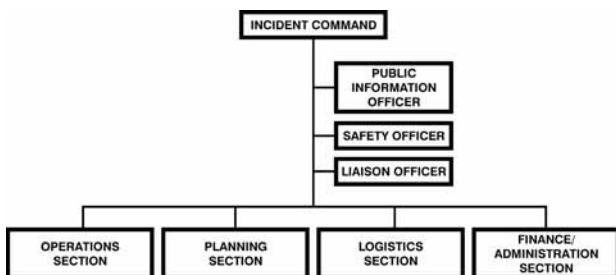 INCIDENT COMMAND
PUBLIC
INFORMATION
OFFICER
SAFETY OFFICER
LIAISON OFFICER
OPERATIONS
SECTION
PLANNING
SECTION
LOGISTICS
SECTION
FINANCE/
ADMINISTRATION
SECTION